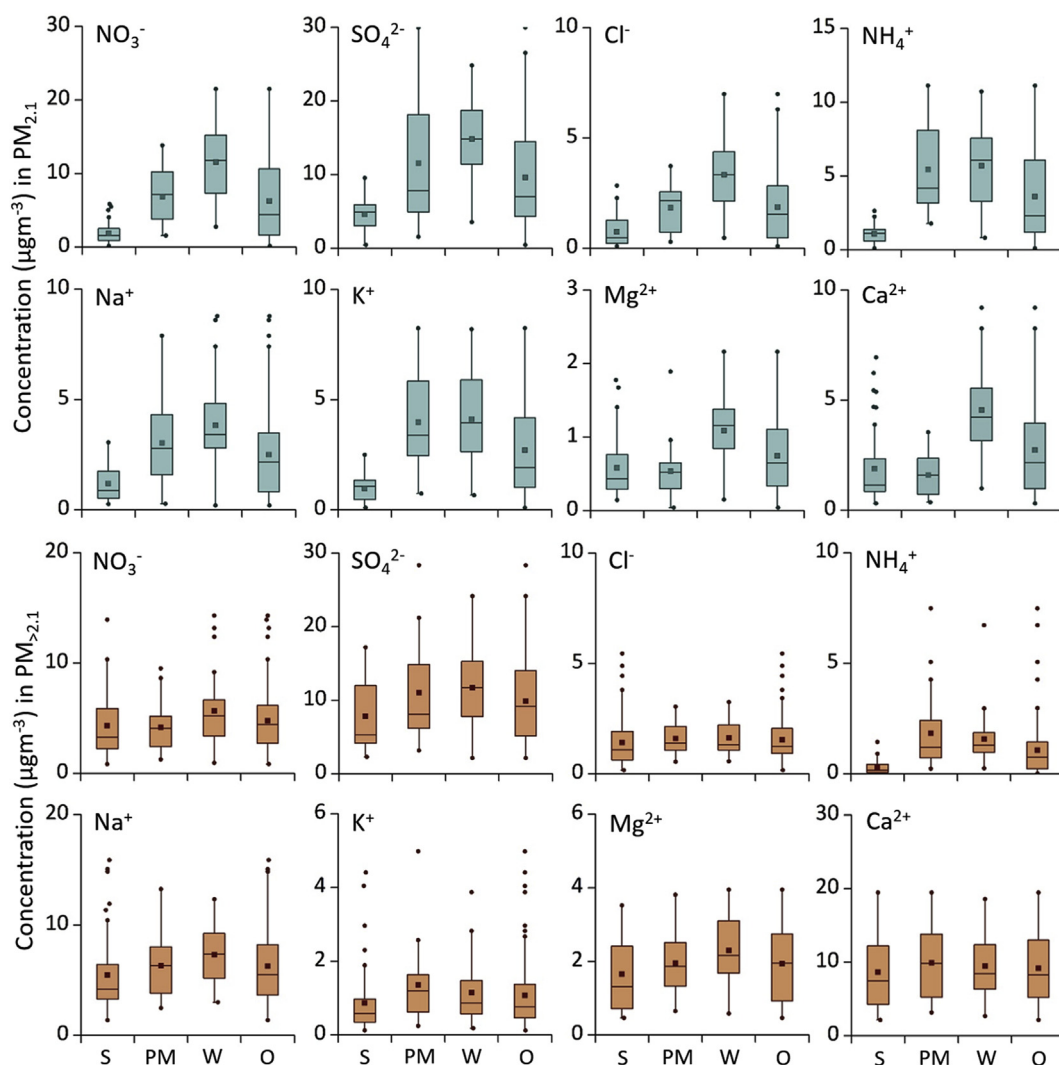 NO₃⁻ SO₄²⁻ Cl⁻ NH₄⁺
30 30 10 15
20 20 10
10 10 5 5
0 0 0 0
Concentration (µgm⁻³) in PM₂.₁
Na⁺ K⁺ Mg²⁺ Ca²⁺
10 10 3 10
2
5 5 1 5
0 0 0 0
NO₃⁻ SO₄²⁻ Cl⁻ NH₄⁺
20 30 10 10
20
10 10 5 5
0 0 0 0
Concentration (µgm⁻³) in PM>₂.₁
Na⁺ K⁺ Mg²⁺ Ca²⁺
20 6 6 30
4 4 20
10 2 2 10
0 0 0 0
S PM W O S PM W O S PM W O S PM W O